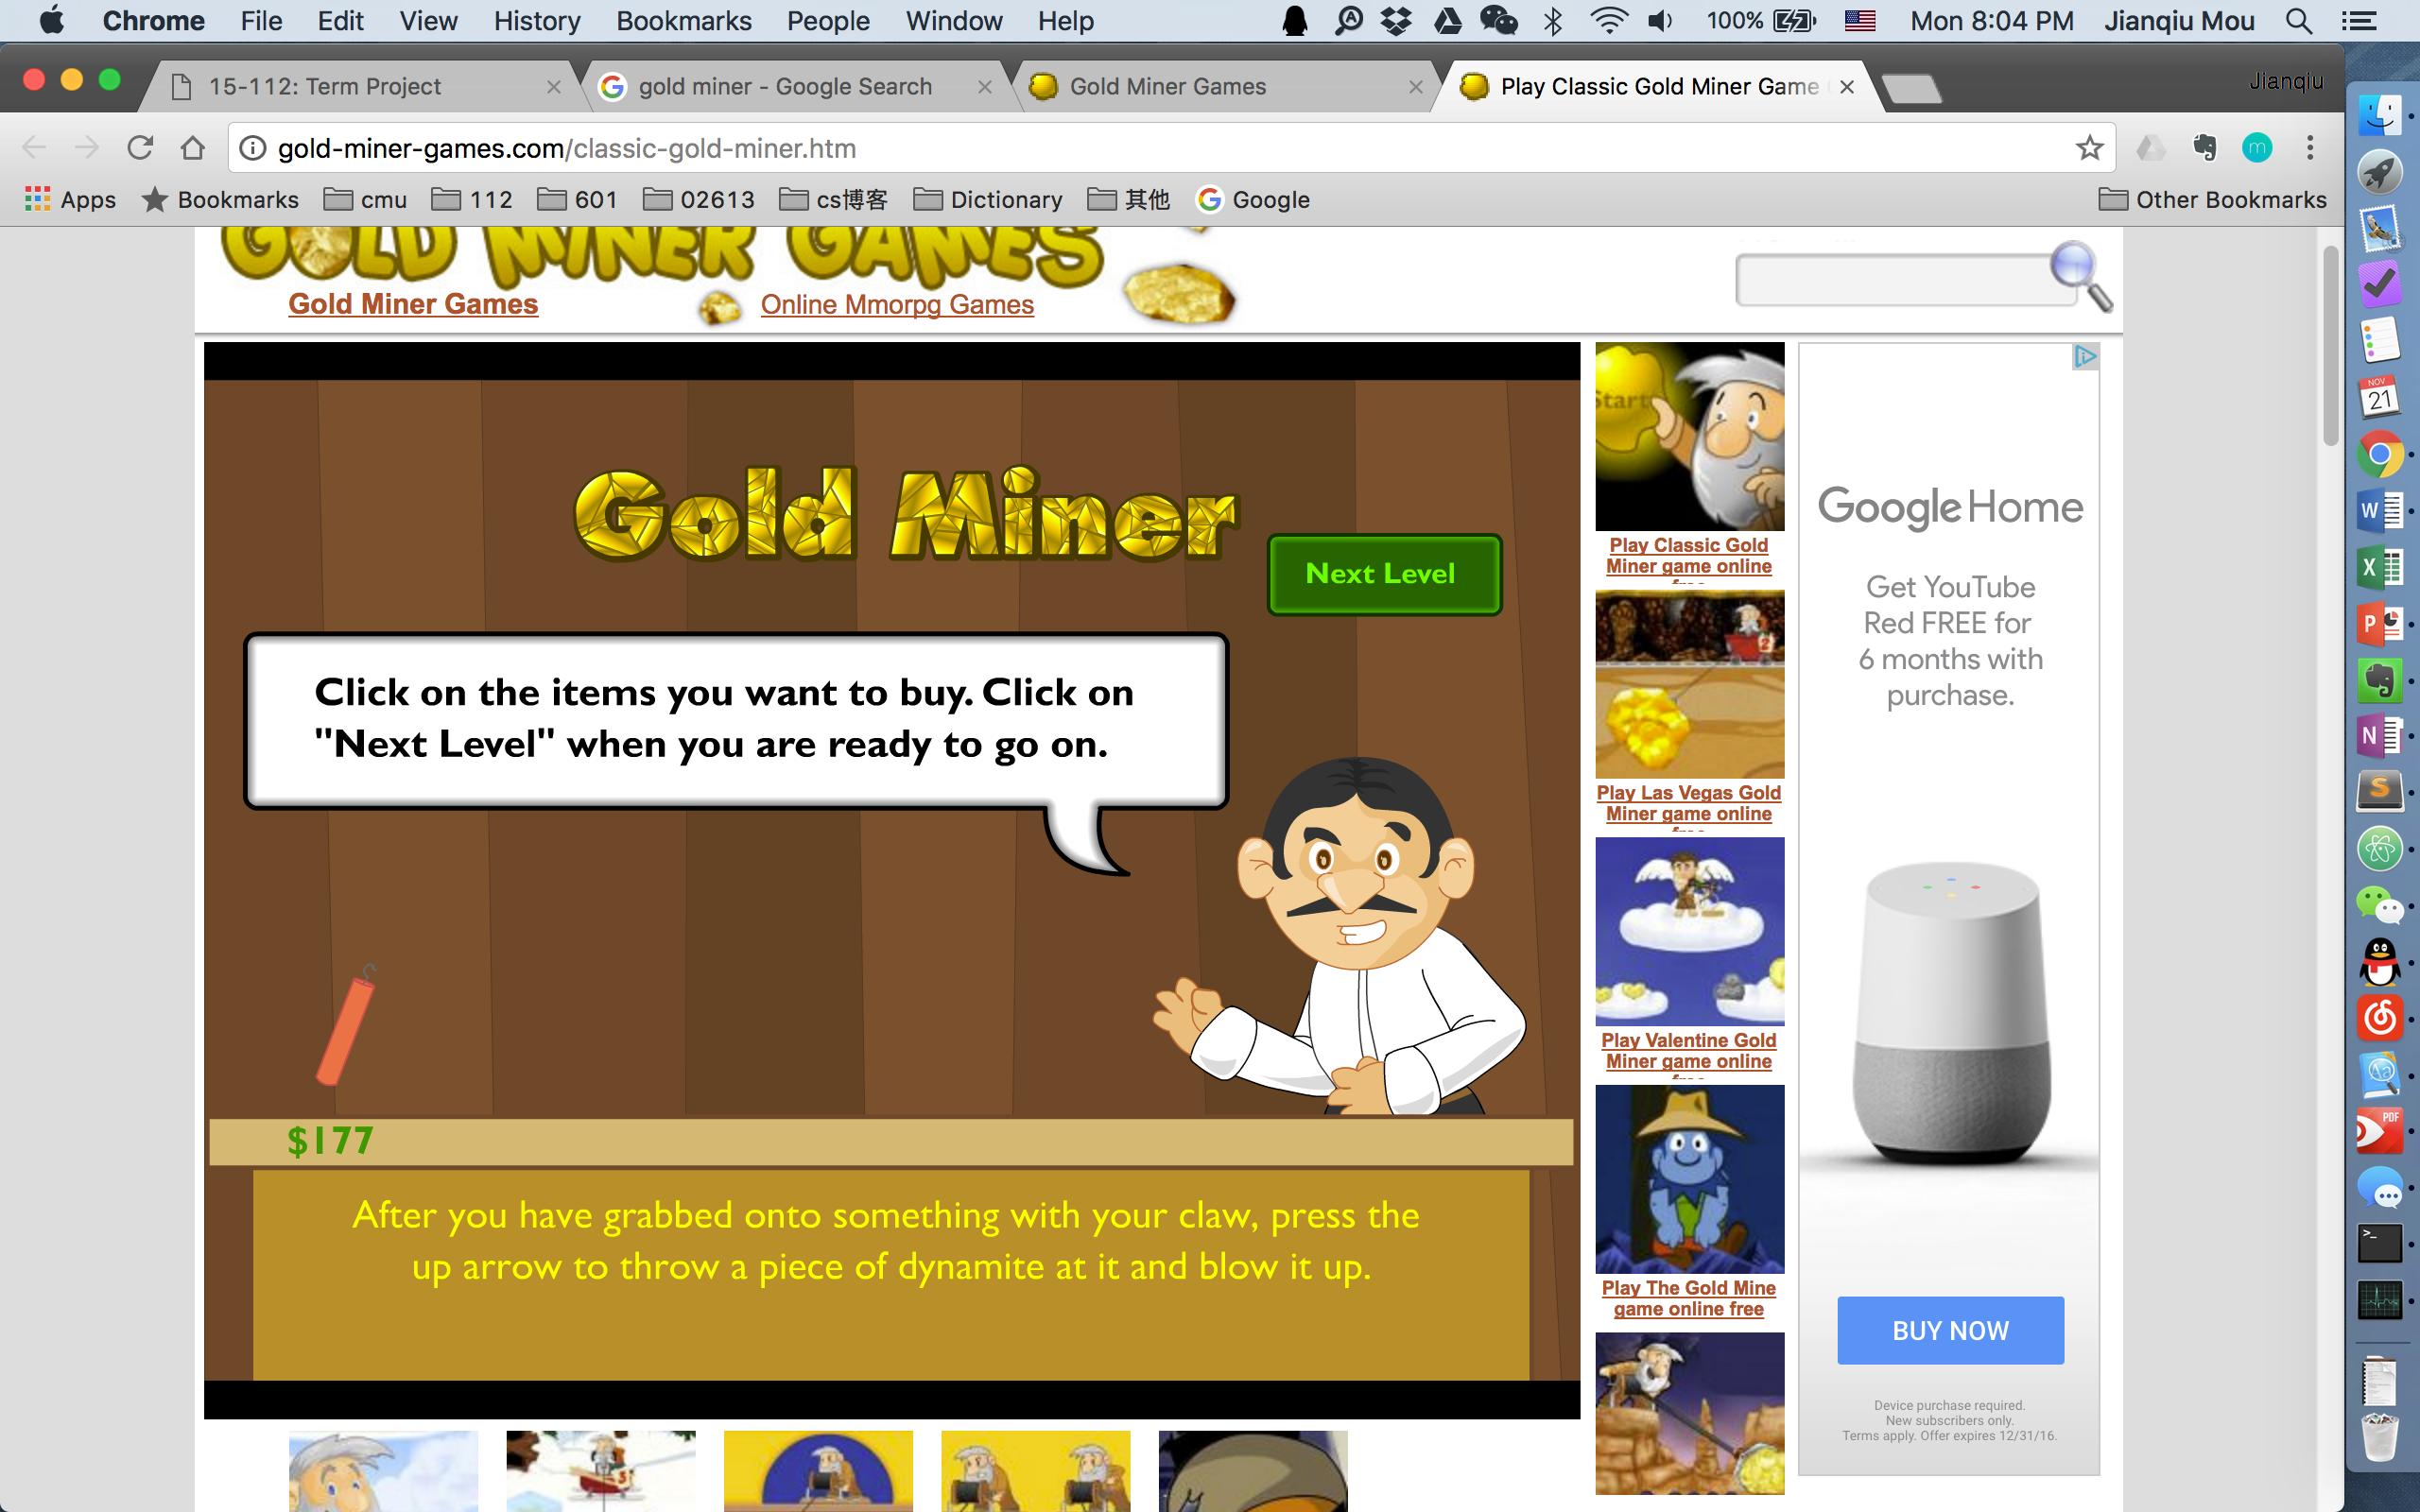 Chrome File Edit View History Bookmarks People Window Help 100% Mon 8:04 PM Jianqiu Mou
15-112: Term Project
gold miner - Google Search
Gold Miner Games
Play Classic Gold Miner Game
Jianqiu
gold-miner-games.com/classic-gold-miner.htm
Apps Bookmarks cmu 112 601 02613 cs博客 Dictionary 其他 Google Other Bookmarks
GOLD MINER GAMES
Gold Miner Games
Online Mmorpg Games
Gold Miner
Next Level
Click on the items you want to buy. Click on
"Next Level" when you are ready to go on.
$177
After you have grabbed onto something with your claw, press the
up arrow to throw a piece of dynamite at it and blow it up.
Start
Play Classic Gold
Miner game online
Play Las Vegas Gold
Miner game online
Play Valentine Gold
Miner game online
Play The Gold Mine
game online free
Google Home
Get YouTube
Red FREE for
6 months with
purchase.
BUY NOW
Device purchase required.
New subscribers only.
Terms apply. Offer expires 12/31/16.
NOV
21
PDF